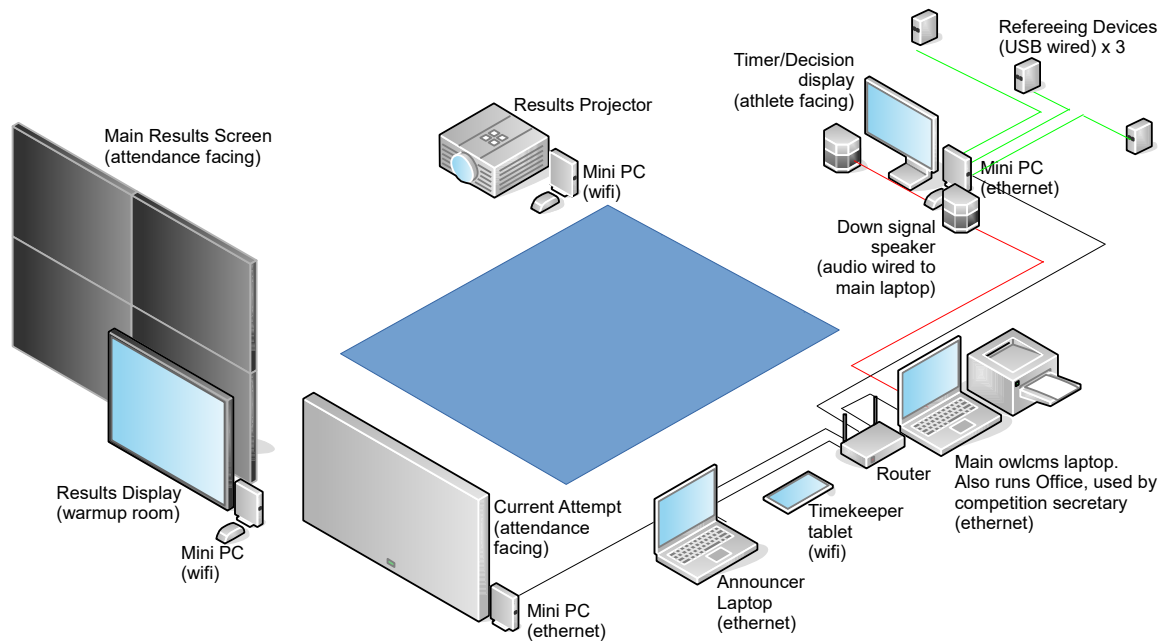 Refereeing Devices
(USB wired) x 3
Timer/Decision
display
(athlete facing)
Results Projector
Main Results Screen
(attendance facing)
Mini PC
(wifi)
Mini PC
(ethernet)
Down signal
speaker
(audio wired to
main laptop)
Router
Main owlcms laptop.
Also runs Office, used by
competition secretary
(ethernet)
Results Display
(warmup room)
Current Attempt
(attendance
facing)
Timekeeper
tablet
(wifi)
Mini PC
(wifi)
Announcer
Laptop
(ethernet)
Mini PC
(ethernet)